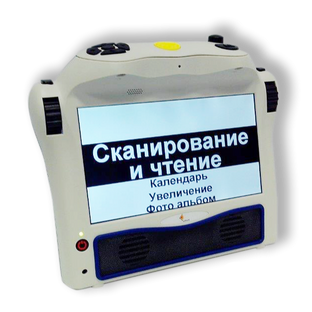 Сканирование
и чтение
Календарь
Увеличение
Фото альбом